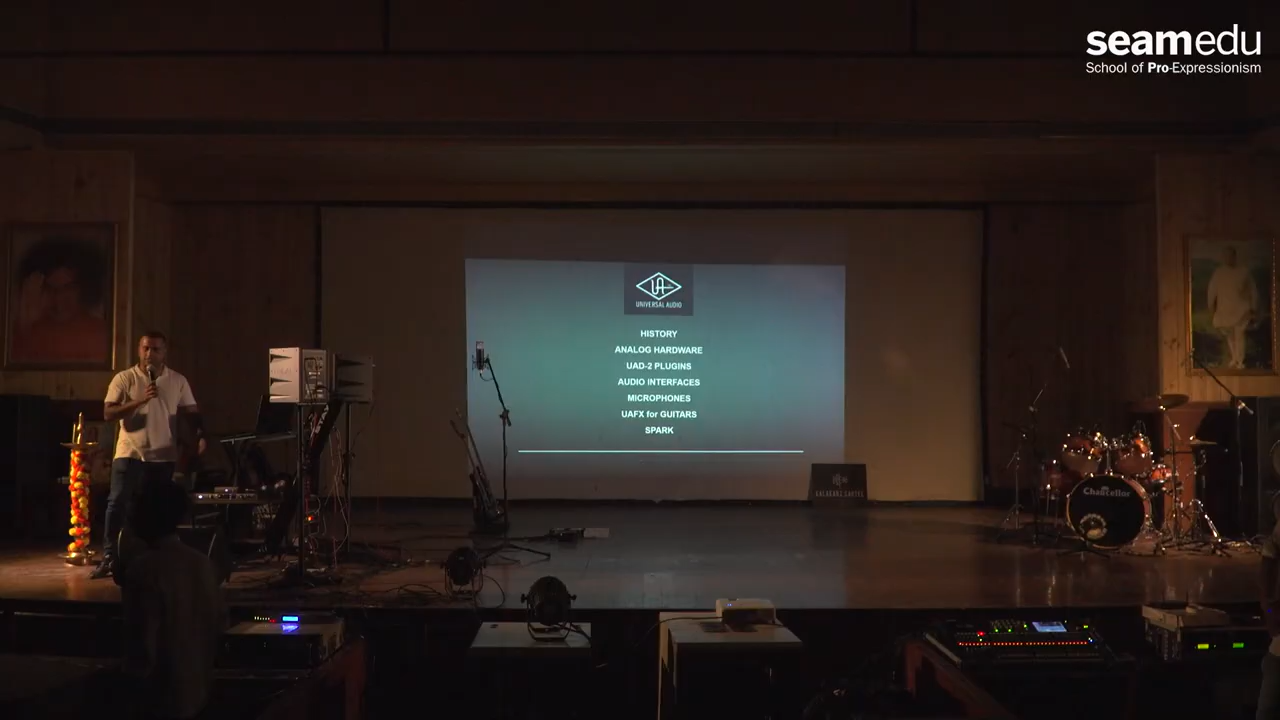 seamedu
School of Pro-Expressionism
UNIVERSAL AUDIO
HISTORY
ANALOG HARDWARE
UAD-2 PLUGINS
AUDIO INTERFACES
MICROPHONES
UAFX for GUITARS
SPARK
Chancellor